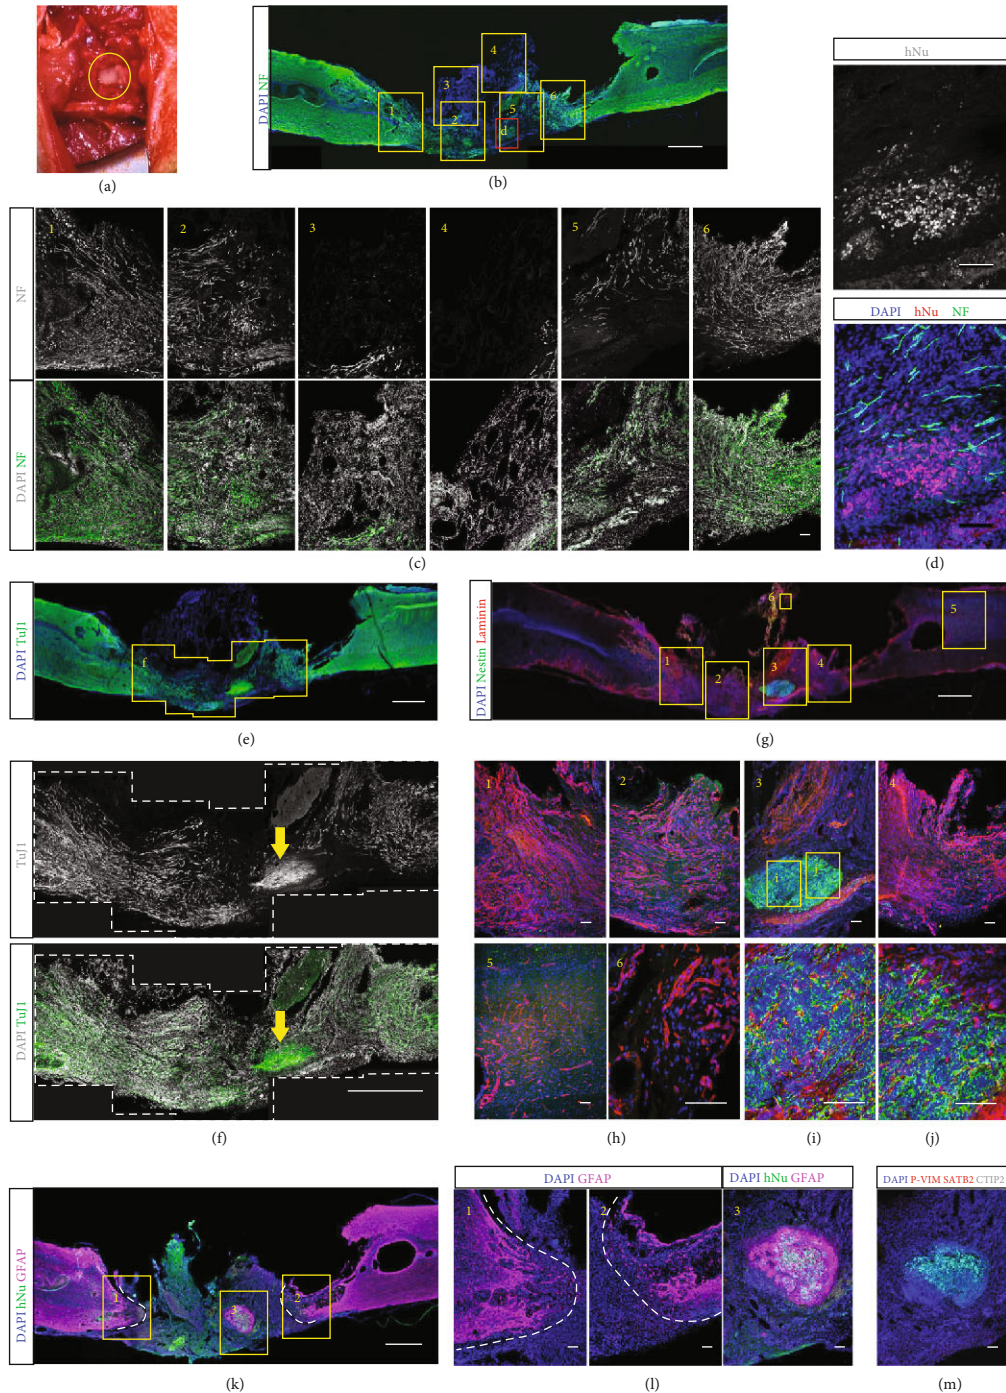 (a)
DAPI NF
1
2
3
4
5
6
d
(b)
hNu
NF
1
2
3
4
5
6
DAPI NF
(c)
DAPI hNu NF
(d)
DAPI TuJ1
f
(e)
DAPI Nestin Laminin
1
2
3
4
5
6
(g)
TuJ1
DAPI TuJ1
(f)
1
2
3
4
i
j
5
6
(h)
(i)
(j)
DAPI hNu GFAP
1
2
3
(k)
DAPI GFAP
DAPI hNu GFAP
1
2
3
(l)
DAPI P-VIM SATB2 CTIP2
(m)